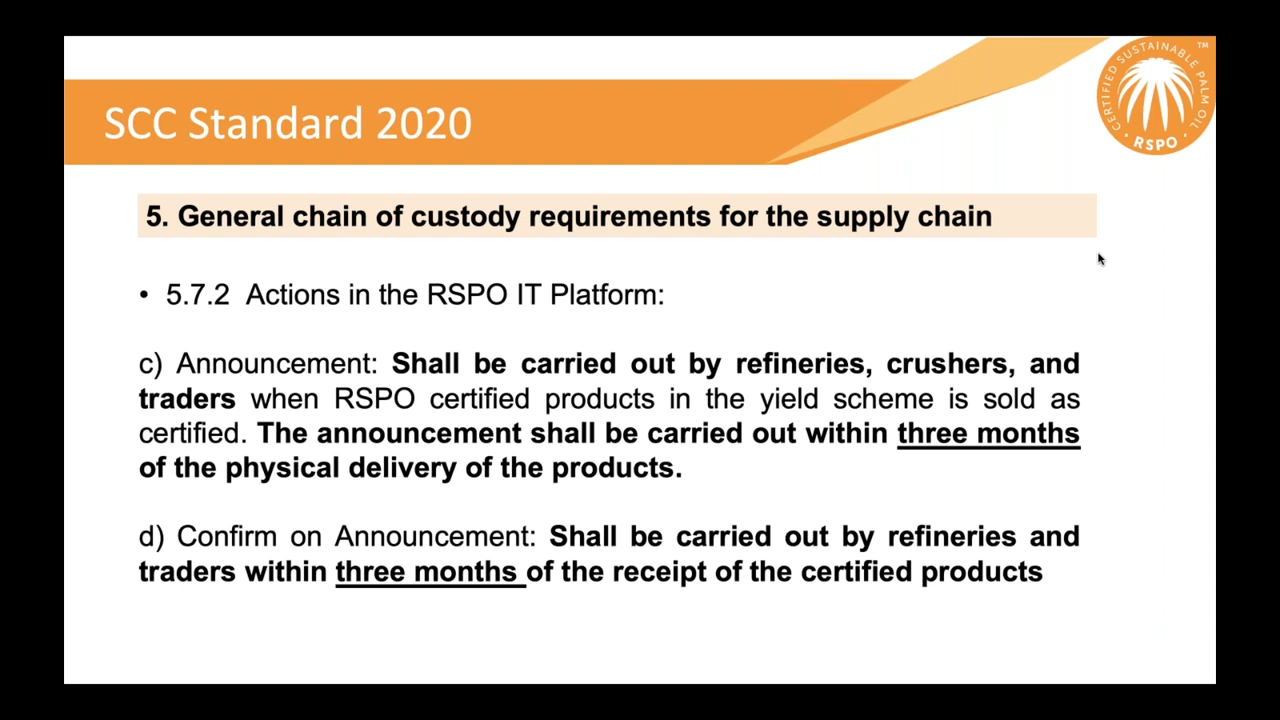 SCC Standard 2020
CERTIFIED SUSTAINABLE PALM OIL ™
· RSPO ·
5. General chain of custody requirements for the supply chain
• 5.7.2 Actions in the RSPO IT Platform:
c) Announcement: Shall be carried out by refineries, crushers, and
traders when RSPO certified products in the yield scheme is sold as
certified. The announcement shall be carried out within three months
of the physical delivery of the products.
d) Confirm on Announcement: Shall be carried out by refineries and
traders within three months of the receipt of the certified products